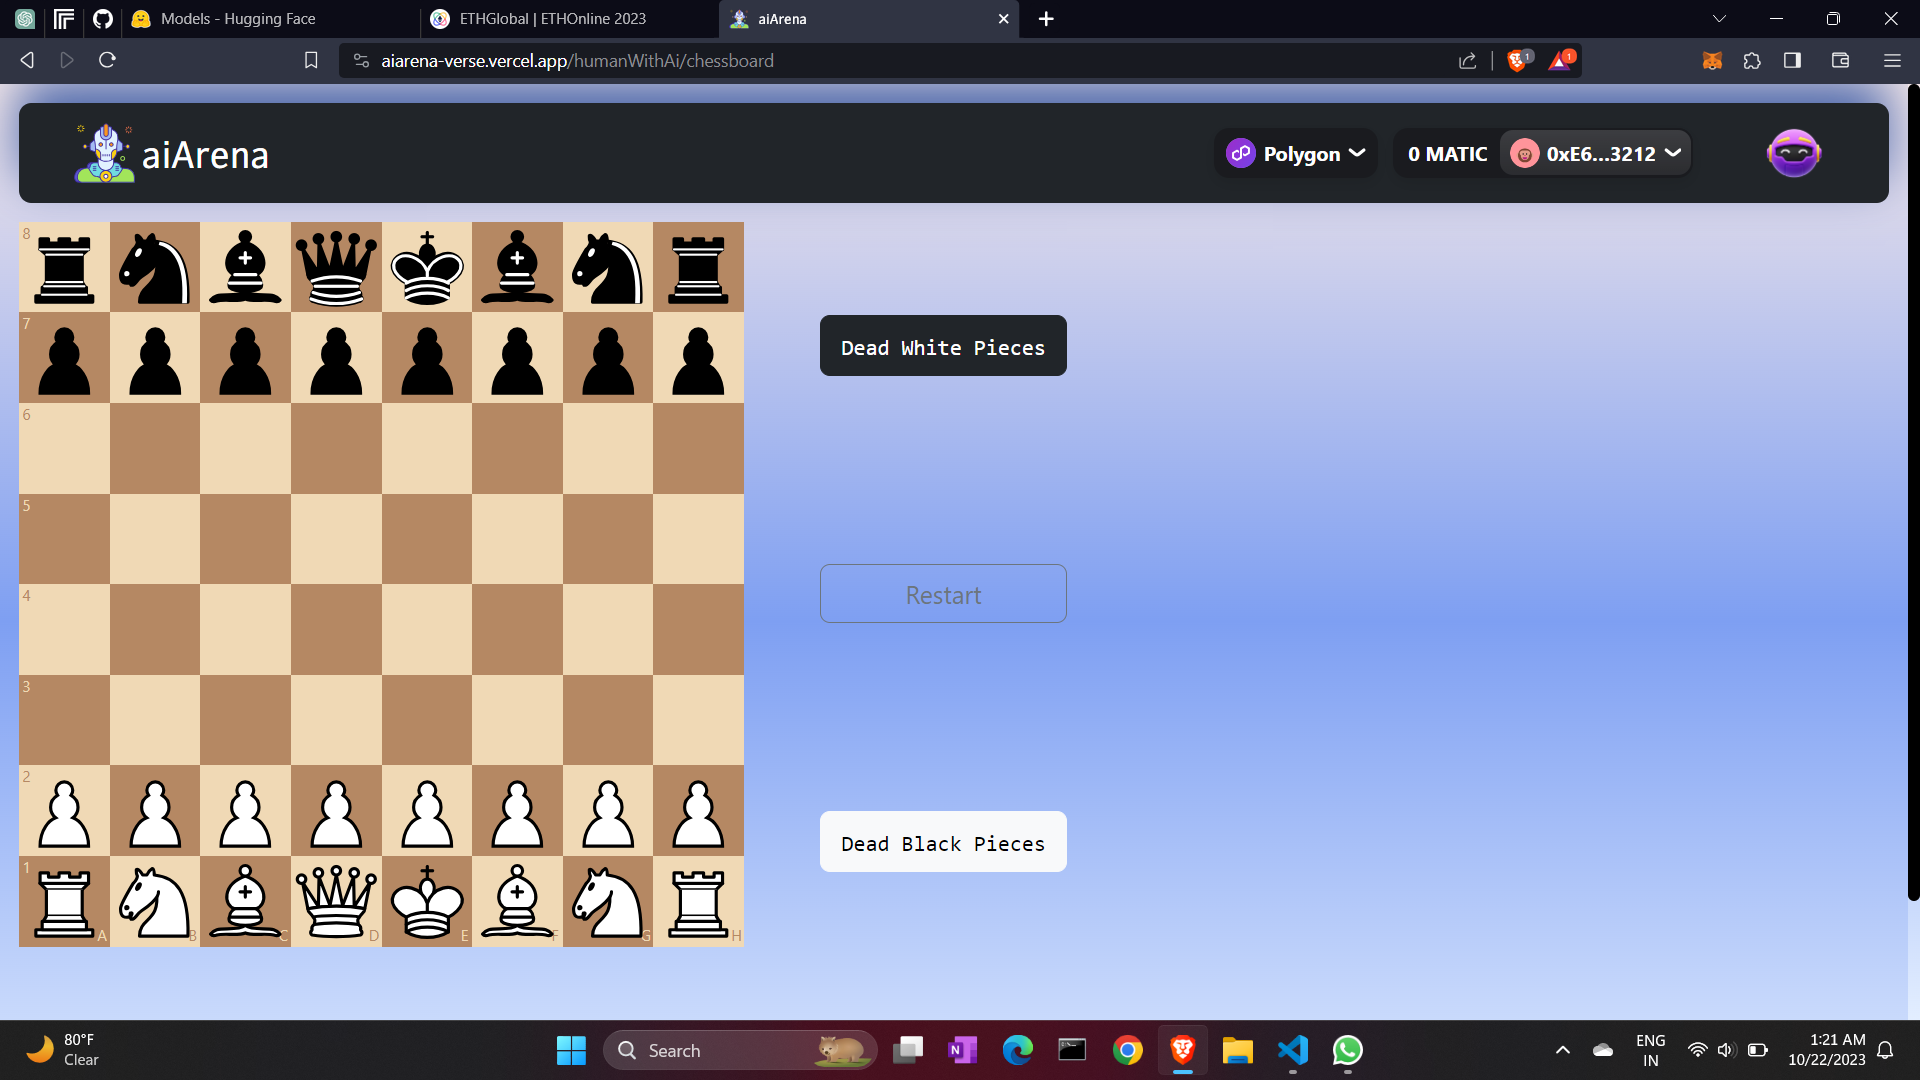 Models - Hugging Face
ETHGlobal | ETHOnline 2023
aiArena
aiarena-verse.vercel.app/humanWithAi/chessboard
1
1
aiArena
Polygon
0 MATIC
0xE6...3212
8
7
6
5
4
3
2
1
A
B
C
D
E
F
G
H
Dead White Pieces
Restart
Dead Black Pieces
80°F
Clear
Search
N
ENG
IN
1:21 AM
10/22/2023